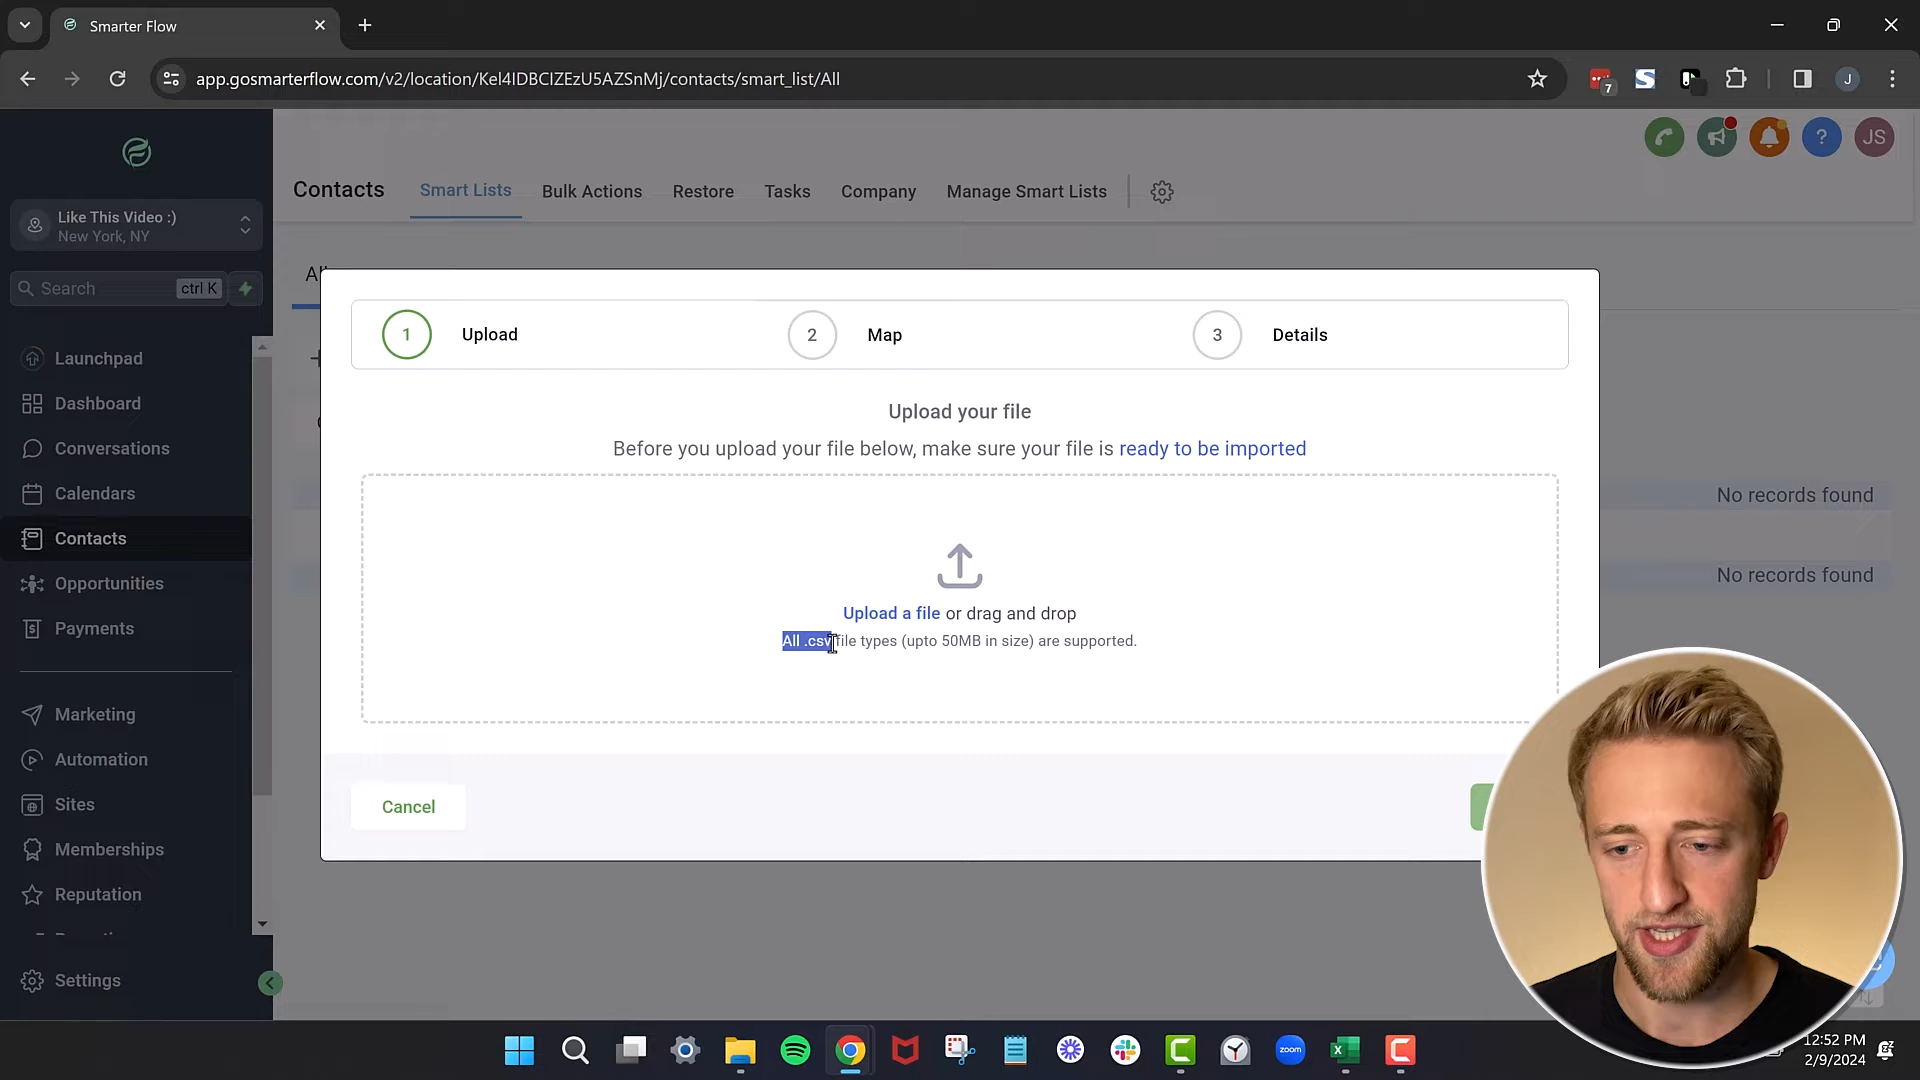 Smarter Flow
app.gosmarterflow.com/v2/location/Kel4IDBCIZEzU5AZSnMj/contacts/smart_list/All
7
J
JS
?
Contacts
Smart Lists
Bulk Actions
Restore
Tasks
Company
Manage Smart Lists
Like This Video :)
New York, NY
Search
ctrl K
Launchpad
Dashboard
Conversations
Calendars
Contacts
Opportunities
Payments
Marketing
Automation
Sites
Memberships
Reputation
Settings
All
1 Upload
2 Map
3 Details
Upload your file
Before you upload your file below, make sure your file is ready to be imported
Upload a file or drag and drop
All .csv file types (upto 50MB in size) are supported.
Cancel
No records found
No records found
zoom
12:52 PM
2/9/2024